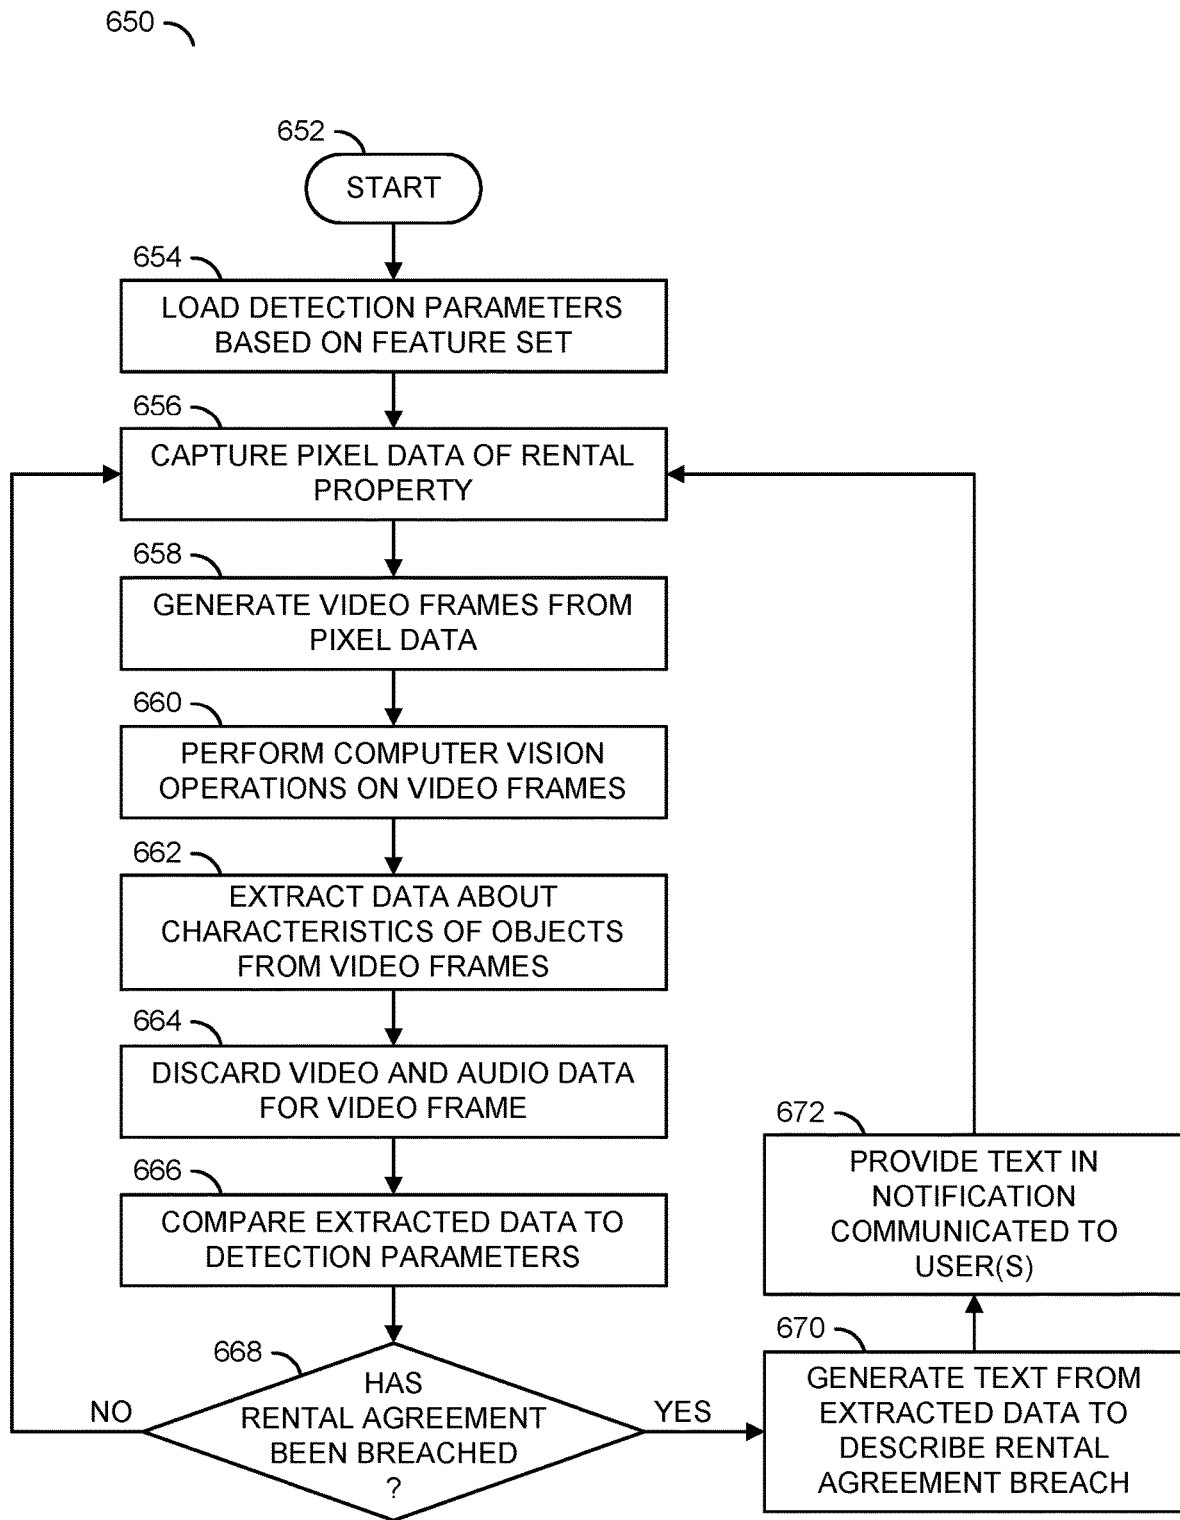 650
652
START
654
LOAD DETECTION PARAMETERS
BASED ON FEATURE SET
656
CAPTURE PIXEL DATA OF RENTAL
PROPERTY
658
GENERATE VIDEO FRAMES FROM
PIXEL DATA
660
PERFORM COMPUTER VISION
OPERATIONS ON VIDEO FRAMES
662
EXTRACT DATA ABOUT
CHARACTERISTICS OF OBJECTS
FROM VIDEO FRAMES
664
DISCARD VIDEO AND AUDIO DATA
FOR VIDEO FRAME
666
COMPARE EXTRACTED DATA TO
DETECTION PARAMETERS
668
HAS
RENTAL AGREEMENT
BEEN BREACHED
?
NO
YES
670
GENERATE TEXT FROM
EXTRACTED DATA TO
DESCRIBE RENTAL
AGREEMENT BREACH
672
PROVIDE TEXT IN
NOTIFICATION
COMMUNICATED TO
USER(S)